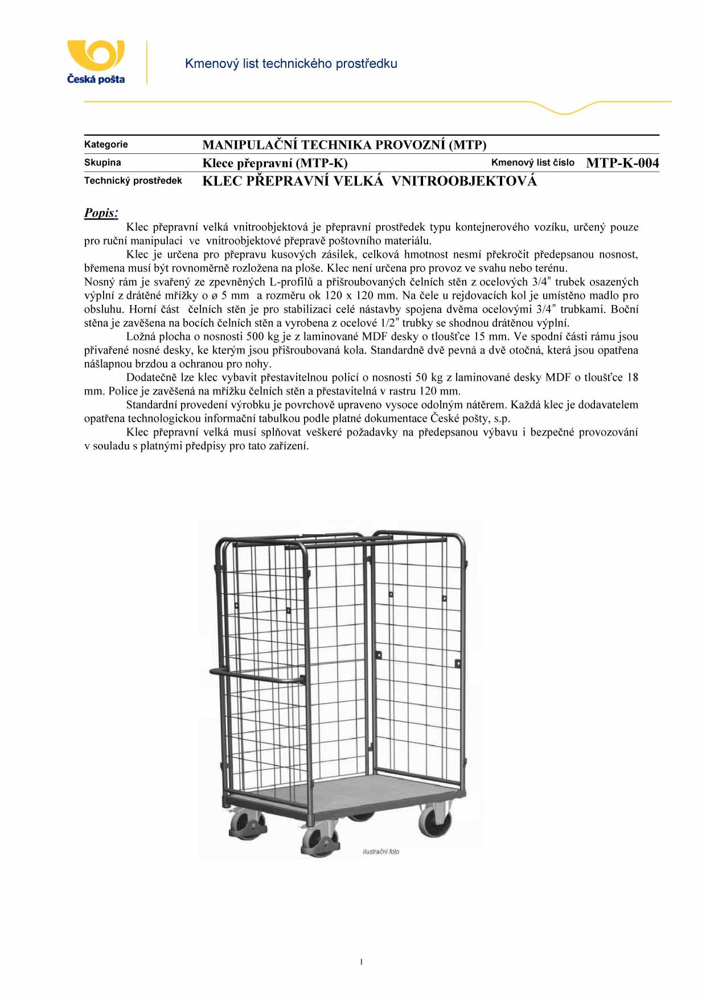 Česká pošta
Kmenový list technického prostředku
Kategorie MANIPULAČNÍ TECHNIKA PROVOZNÍ (MTP)
Skupina Klece přepravní (MTP-K) Kmenový list číslo MTP-K-004
Technický prostředek KLEC PŘEPRAVNÍ VELKÁ VNITROOBJEKTOVÁ
Popis:
Klec přepravní velká vnitroobjektová je přepravní prostředek typu kontejnerového vozíku, určený pouze
pro ruční manipulaci ve vnitroobjektové přepravě poštovního materiálu.
Klec je určena pro přepravu kusových zásilek, celková hmotnost nesmí překročit předepsanou nosnost,
břemena musí být rovnoměrně rozložena na ploše. Klec není určena pro provoz ve svahu nebo terénu.
Nosný rám je svařený ze zpevněných L-profilů a přišroubovaných čelních stěn z ocelových 3/4” trubek osazených
výplní z drátěné mřížky o ø 5 mm a rozměru ok 120 x 120 mm. Na čele u rejdovacích kol je umístěno madlo pro
obsluhu. Horní část čelních stěn je pro stabilizaci celé nástavby spojena dvěma ocelovými 3/4” trubkami. Boční
stěna je zavěšena na bocích čelních stěn a vyrobena z ocelové 1/2” trubky se shodnou drátěnou výplní.
Ložná plocha o nosnosti 500 kg je z laminované MDF desky o tloušťce 15 mm. Ve spodní části rámu jsou
přivařené nosné desky, ke kterým jsou přišroubovaná kola. Standardně dvě pevná a dvě otočná, která jsou opatřena
nášlapnou brzdou a ochranou pro nohy.
Dodatečně lze klec vybavit přestavitelnou policí o nosnosti 50 kg z laminované desky MDF o tloušťce 18
mm. Police je zavěšená na mřížku čelních stěn a přestavitelná v rastru 120 mm.
Standardní provedení výrobku je povrchově upraveno vysoce odolným nátěrem. Každá klec je dodavatelem
opatřena technologickou informační tabulkou podle platné dokumentace České pošty, s.p.
Klec přepravní velká musí splňovat veškeré požadavky na předepsanou výbavu i bezpečné provozování
v souladu s platnými předpisy pro tato zařízení.
ilustrační foto
1